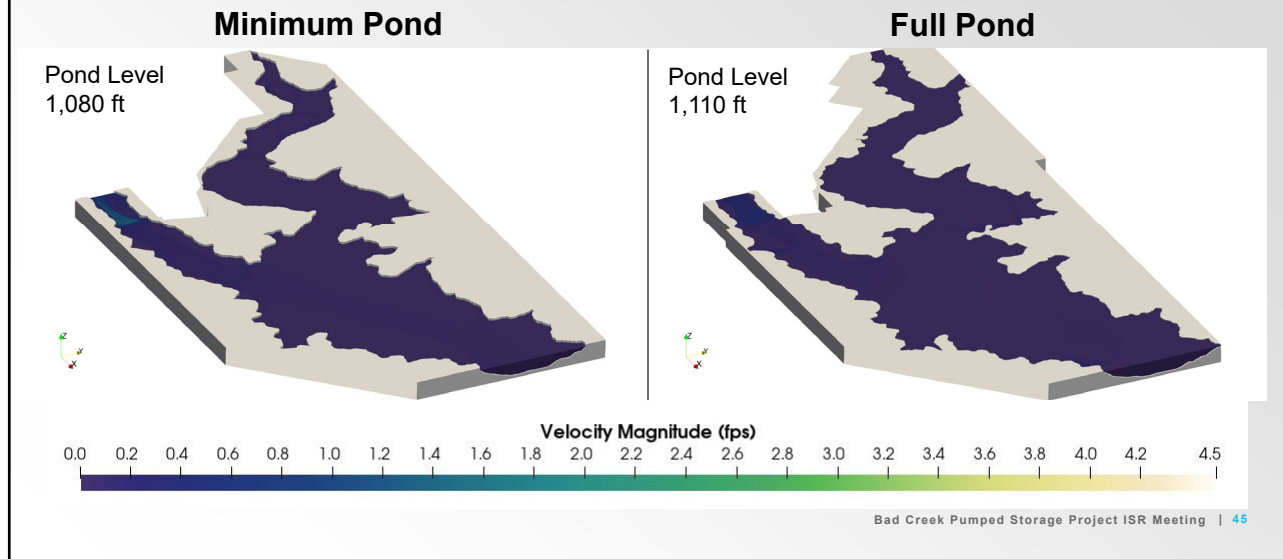 Minimum Pond
Full Pond
Pond Level
1,080 ft
Pond Level
1,110 ft
z
y
x
z
y
x
Velocity Magnitude (fps)
0.0 0.2 0.4 0.6 0.8 1.0 1.2 1.4 1.6 1.8 2.0 2.2 2.4 2.6 2.8 3.0 3.2 3.4 3.6 3.8 4.0 4.2 4.5
Bad Creek Pumped Storage Project ISR Meeting | 45